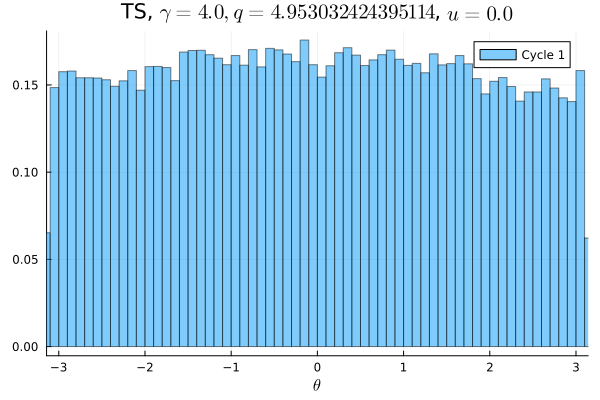 TS, γ = 4.0, q = 4.953032424395114, u = 0.0
Cycle 1
0.15
0.10
0.05
0.00
−3 −2 −1 0 1 2 3
θ